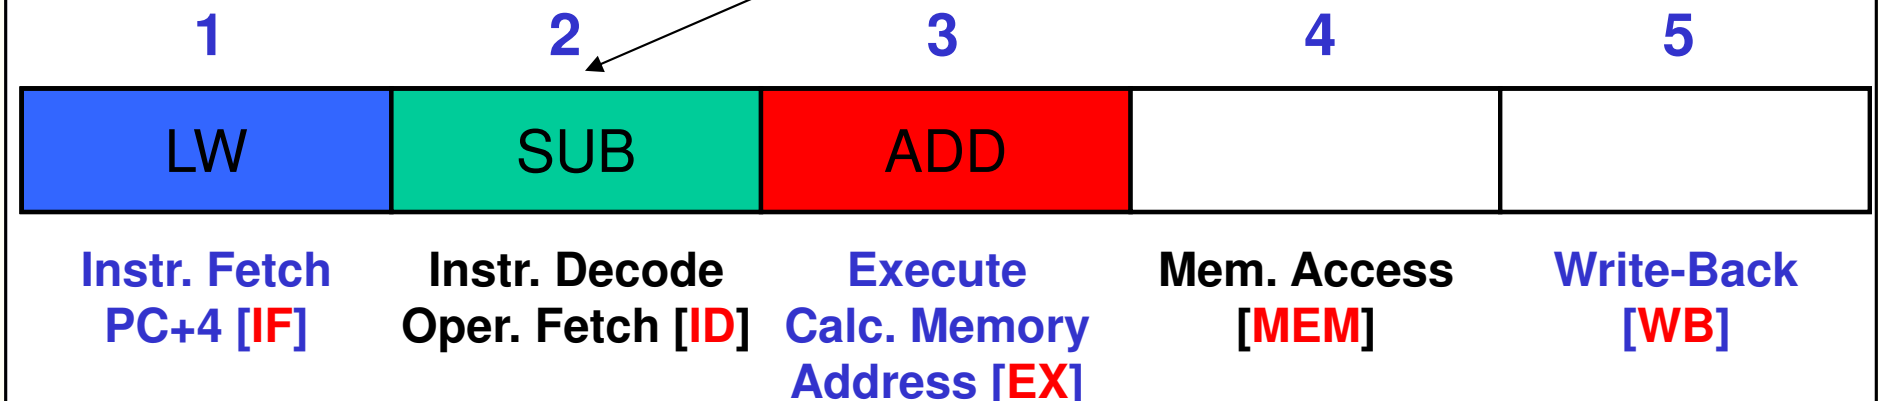 1 2 3 4 5
LW SUB ADD
Instr. Fetch Instr. Decode Execute Mem. Access Write-Back
PC+4 [IF] Oper. Fetch [ID] Calc. Memory [MEM] [WB]
Address [EX]